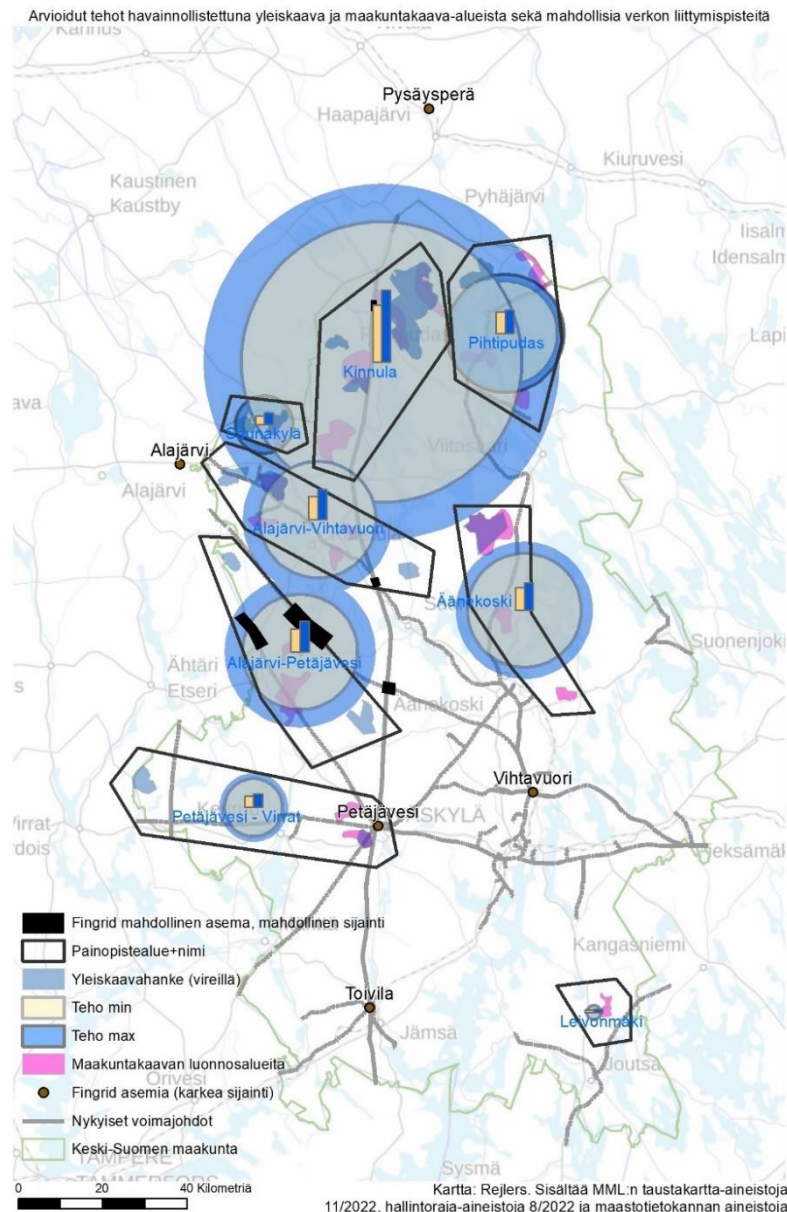 Arvioidut tehot havainnollistettuna yleiskaava ja maakuntakaava-alueista sekä mahdollisia verkon liittymispisteitä
Kannus
Pysäysperä
Haapajärvi
Kiuruvesi
Kaustinen
Kaustby
Pyhäjärvi
Idensalm
Pihtipudas
Kinnula
Viitasaari
Alajärvi
Alajärvi
Alajärvi-Vihtavuori
Äänekoski
Suonenjoki
Alajärvi-Petäjävesi
Ähtäri
Etseri
Äänekoski
Vihtavuori
Petäjävesi - Virrat
Petäjävesi
Virrat
Kangasniemi
Toivila
Leivonmäki
Jämsä
Joutsa
Orivesi
TAMPERE
Sysmä
Fingrid mahdollinen asema, mahdollinen sijainti
Painopistealue+nimi
Yleiskaavahanke (vireillä)
Teho min
Teho max
Maakuntakaavan luonnosalueita
Fingrid asemia (karkea sijainti)
Nykyiset voimajohdot
Keski-Suomen maakunta
0 20 40 Kilometriä
Kartta: Rejlers. Sisältää MML:n taustakartta-aineistoja
11/2022, hallintoraja-aineistoja 8/2022 ja maastotietokannan aineistoja